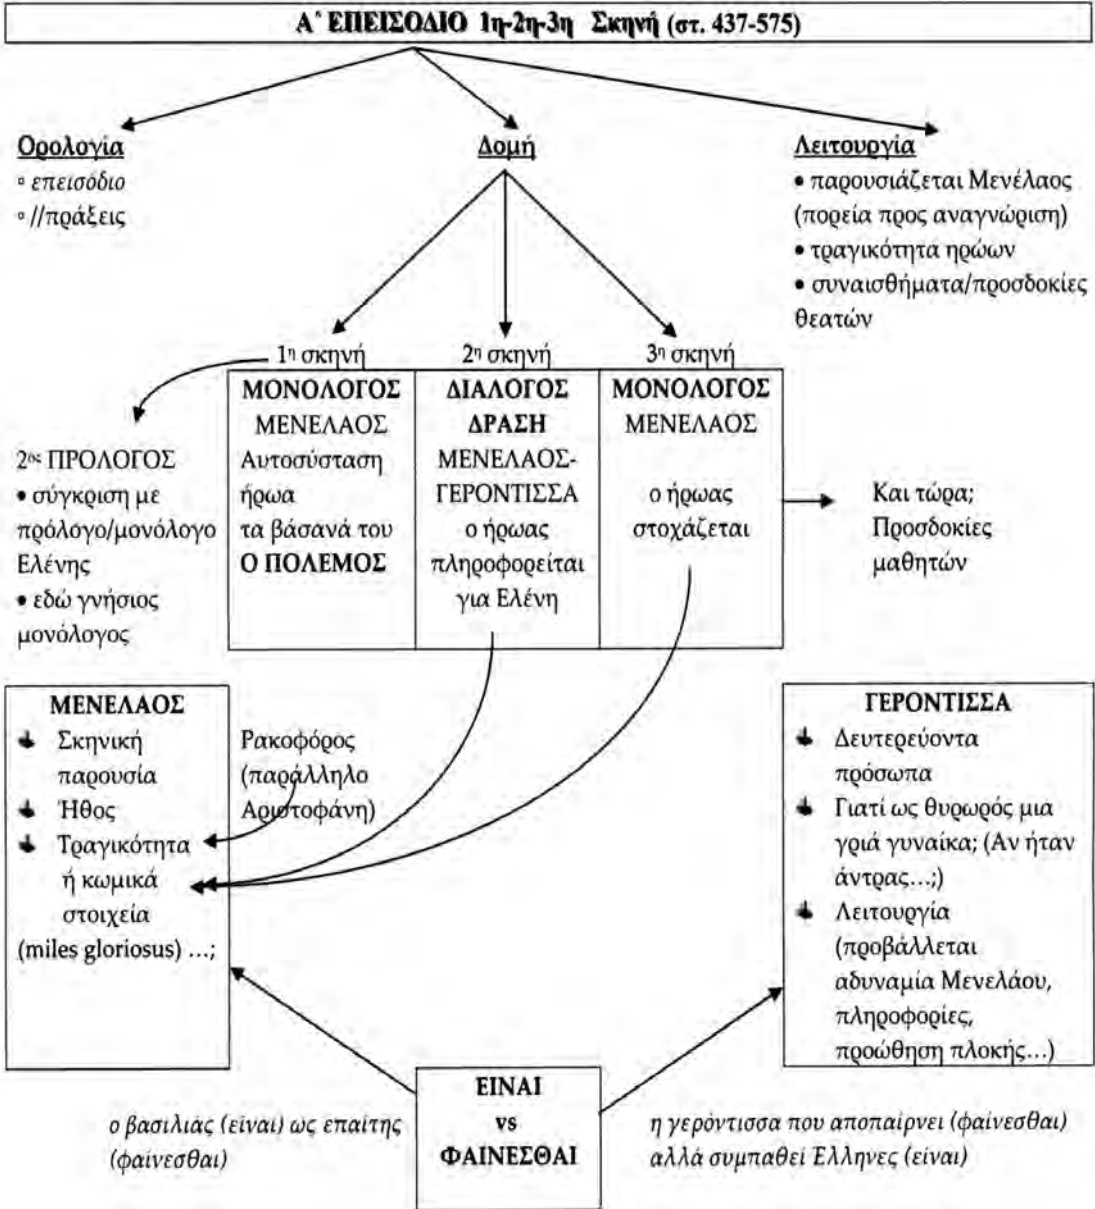 Α΄ ΕΠΕΙΣΟΔΙΟ 1η-2η-3η Σκηνή (στ. 437-575)
Ορολογία
▫ επεισόδιο
▫ //πράξεις
Δομή
Λειτουργία
• παρουσιάζεται Μενέλαος
(πορεία προς αναγνώριση)
• τραγικότητα ηρώων
• συναισθήματα/προσδοκίες
θεατών
1η σκηνή
2η σκηνή
3η σκηνή
2ος ΠΡΟΛΟΓΟΣ
• σύγκριση με
πρόλογο/μονόλογο
Ελένης
• εδώ γνήσιος
μονόλογος
ΜΟΝΟΛΟΓΟΣ
ΜΕΝΕΛΑΟΣ
Αυτοσύσταση
ήρωα
τα βάσανά του
Ο ΠΟΛΕΜΟΣ
ΔΙΑΛΟΓΟΣ
ΔΡΑΣΗ
ΜΕΝΕΛΑΟΣ-
ΓΕΡΟΝΤΙΣΣΑ
ο ήρωας
πληροφορείται
για Ελένη
ΜΟΝΟΛΟΓΟΣ
ΜΕΝΕΛΑΟΣ
ο ήρωας
στοχάζεται
Και τώρα;
Προσδοκίες
μαθητών
ΜΕΝΕΛΑΟΣ
Σκηνική
παρουσία
Ήθος
Τραγικότητα
ή κωμικά
στοιχεία
(miles gloriosus) …;
Ρακοφόρος
(παράλληλο
Αριστοφάνη)
ΓΕΡΟΝΤΙΣΣΑ
Δευτερεύοντα
πρόσωπα
Γιατί ως θυρωρός μια
γριά γυναίκα; (Αν ήταν
άντρας…;)
Λειτουργία
(προβάλλεται
αδυναμία Μενελάου,
πληροφορίες,
προώθηση πλοκής…)
ΕΙΝΑΙ
vs
ΦΑΙΝΕΣΘΑΙ
ο βασιλιάς (είναι) ως επαίτης
(φαίνεσθαι)
η γερόντισσα που αποπαίρνει (φαίνεσθαι)
αλλά συμπαθεί Έλληνες (είναι)